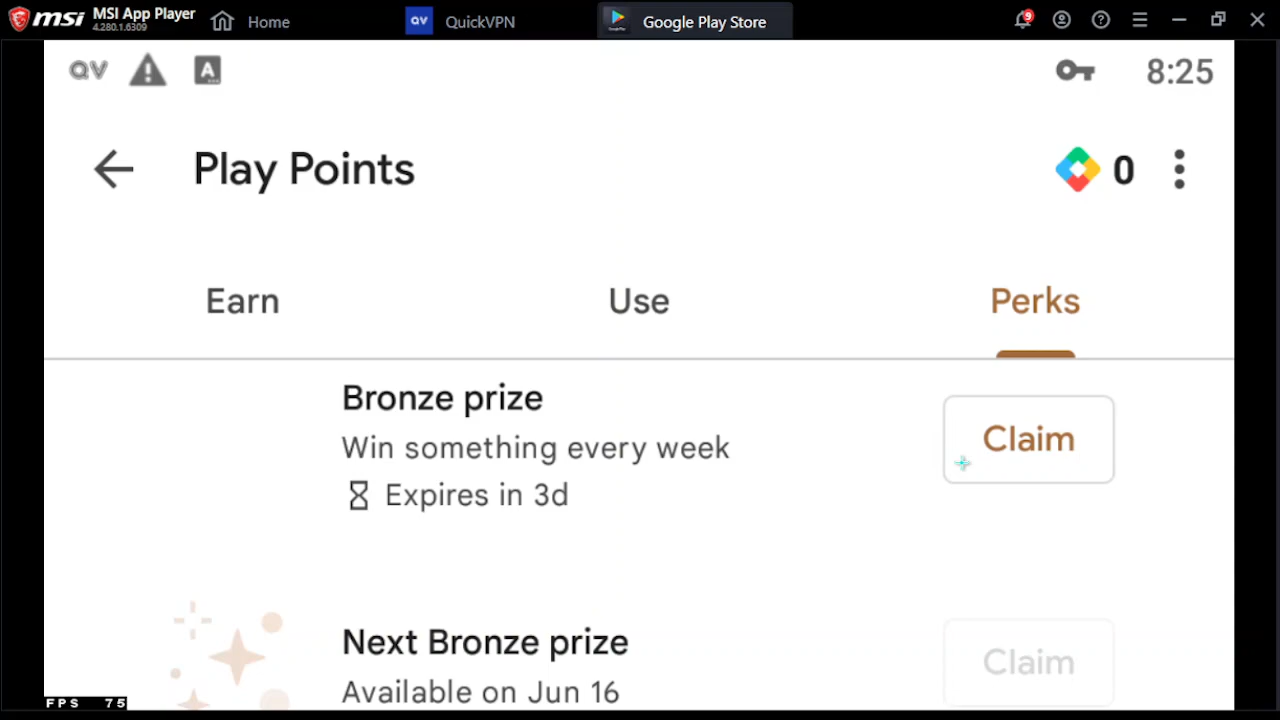 msi MSI App Player
4.280.1.6309
Home
QV QuickVPN
Google Play Store
9
QV
A
8:25
Play Points
0
Earn
Use
Perks
Bronze prize
Win something every week
Expires in 3d
Claim
Next Bronze prize
Available on Jun 16
Claim
FPS 75